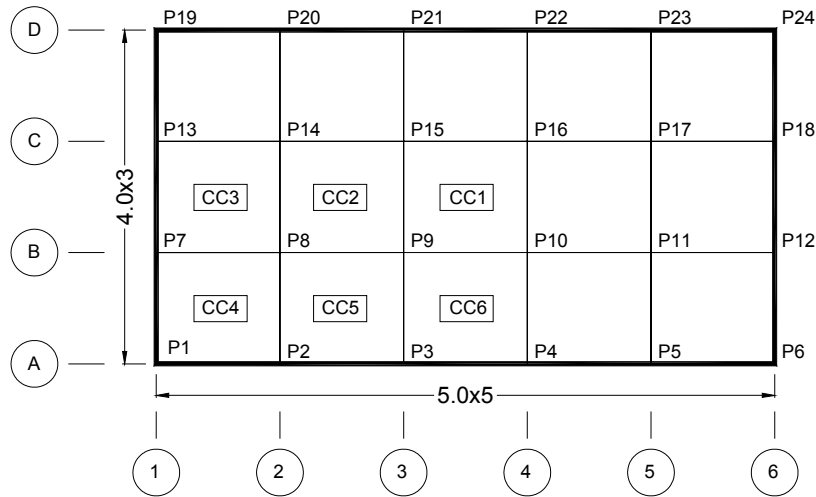 D P19 P20 P21 P22 P23 P24
C P13 P14 P15 P16 P17 P18
4.0x3
CC3 CC2 CC1
B P7 P8 P9 P10 P11 P12
CC4 CC5 CC6
A P1 P2 P3 P4 P5 P6
5.0x5
1 2 3 4 5 6